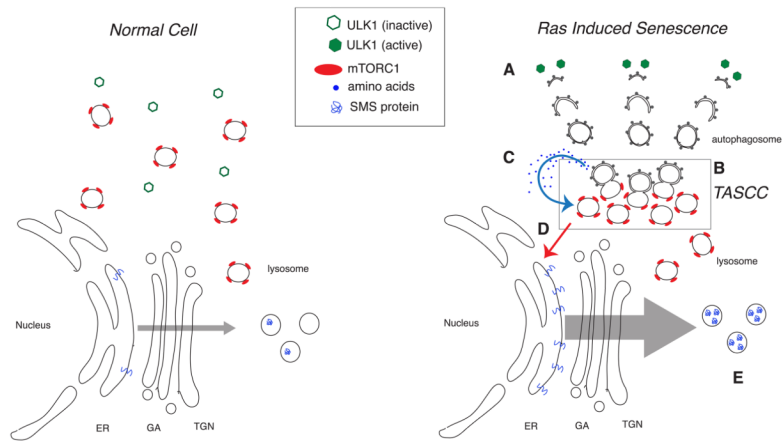 Normal Cell
ULK1 (inactive)
ULK1 (active)
mTORC1
amino acids
SMS protein
Ras Induced Senescence
A
autophagosome
C
B
TASCC
D
lysosome
lysosome
Nucleus
Nucleus
E
ER
GA
TGN
ER
GA
TGN